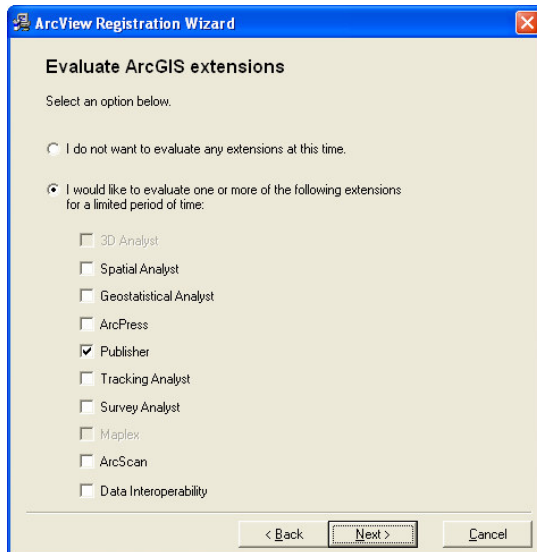 ArcView Registration Wizard
Evaluate ArcGIS extensions
Select an option below.
I do not want to evaluate any extensions at this time.
I would like to evaluate one or more of the following extensions
for a limited period of time:
3D Analyst
Spatial Analyst
Geostatistical Analyst
ArcPress
Publisher
Tracking Analyst
Survey Analyst
Maplex
ArcScan
Data Interoperability
< Back Next > Cancel